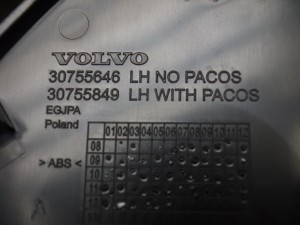 VOLVO
30755646 LH NO PACOS
30755849 LH WITH PACOS
EGJPA
Poland
01 02 03 04 05 06 07 08 09 10 11 12
08
09
10
11
12
> ABS <